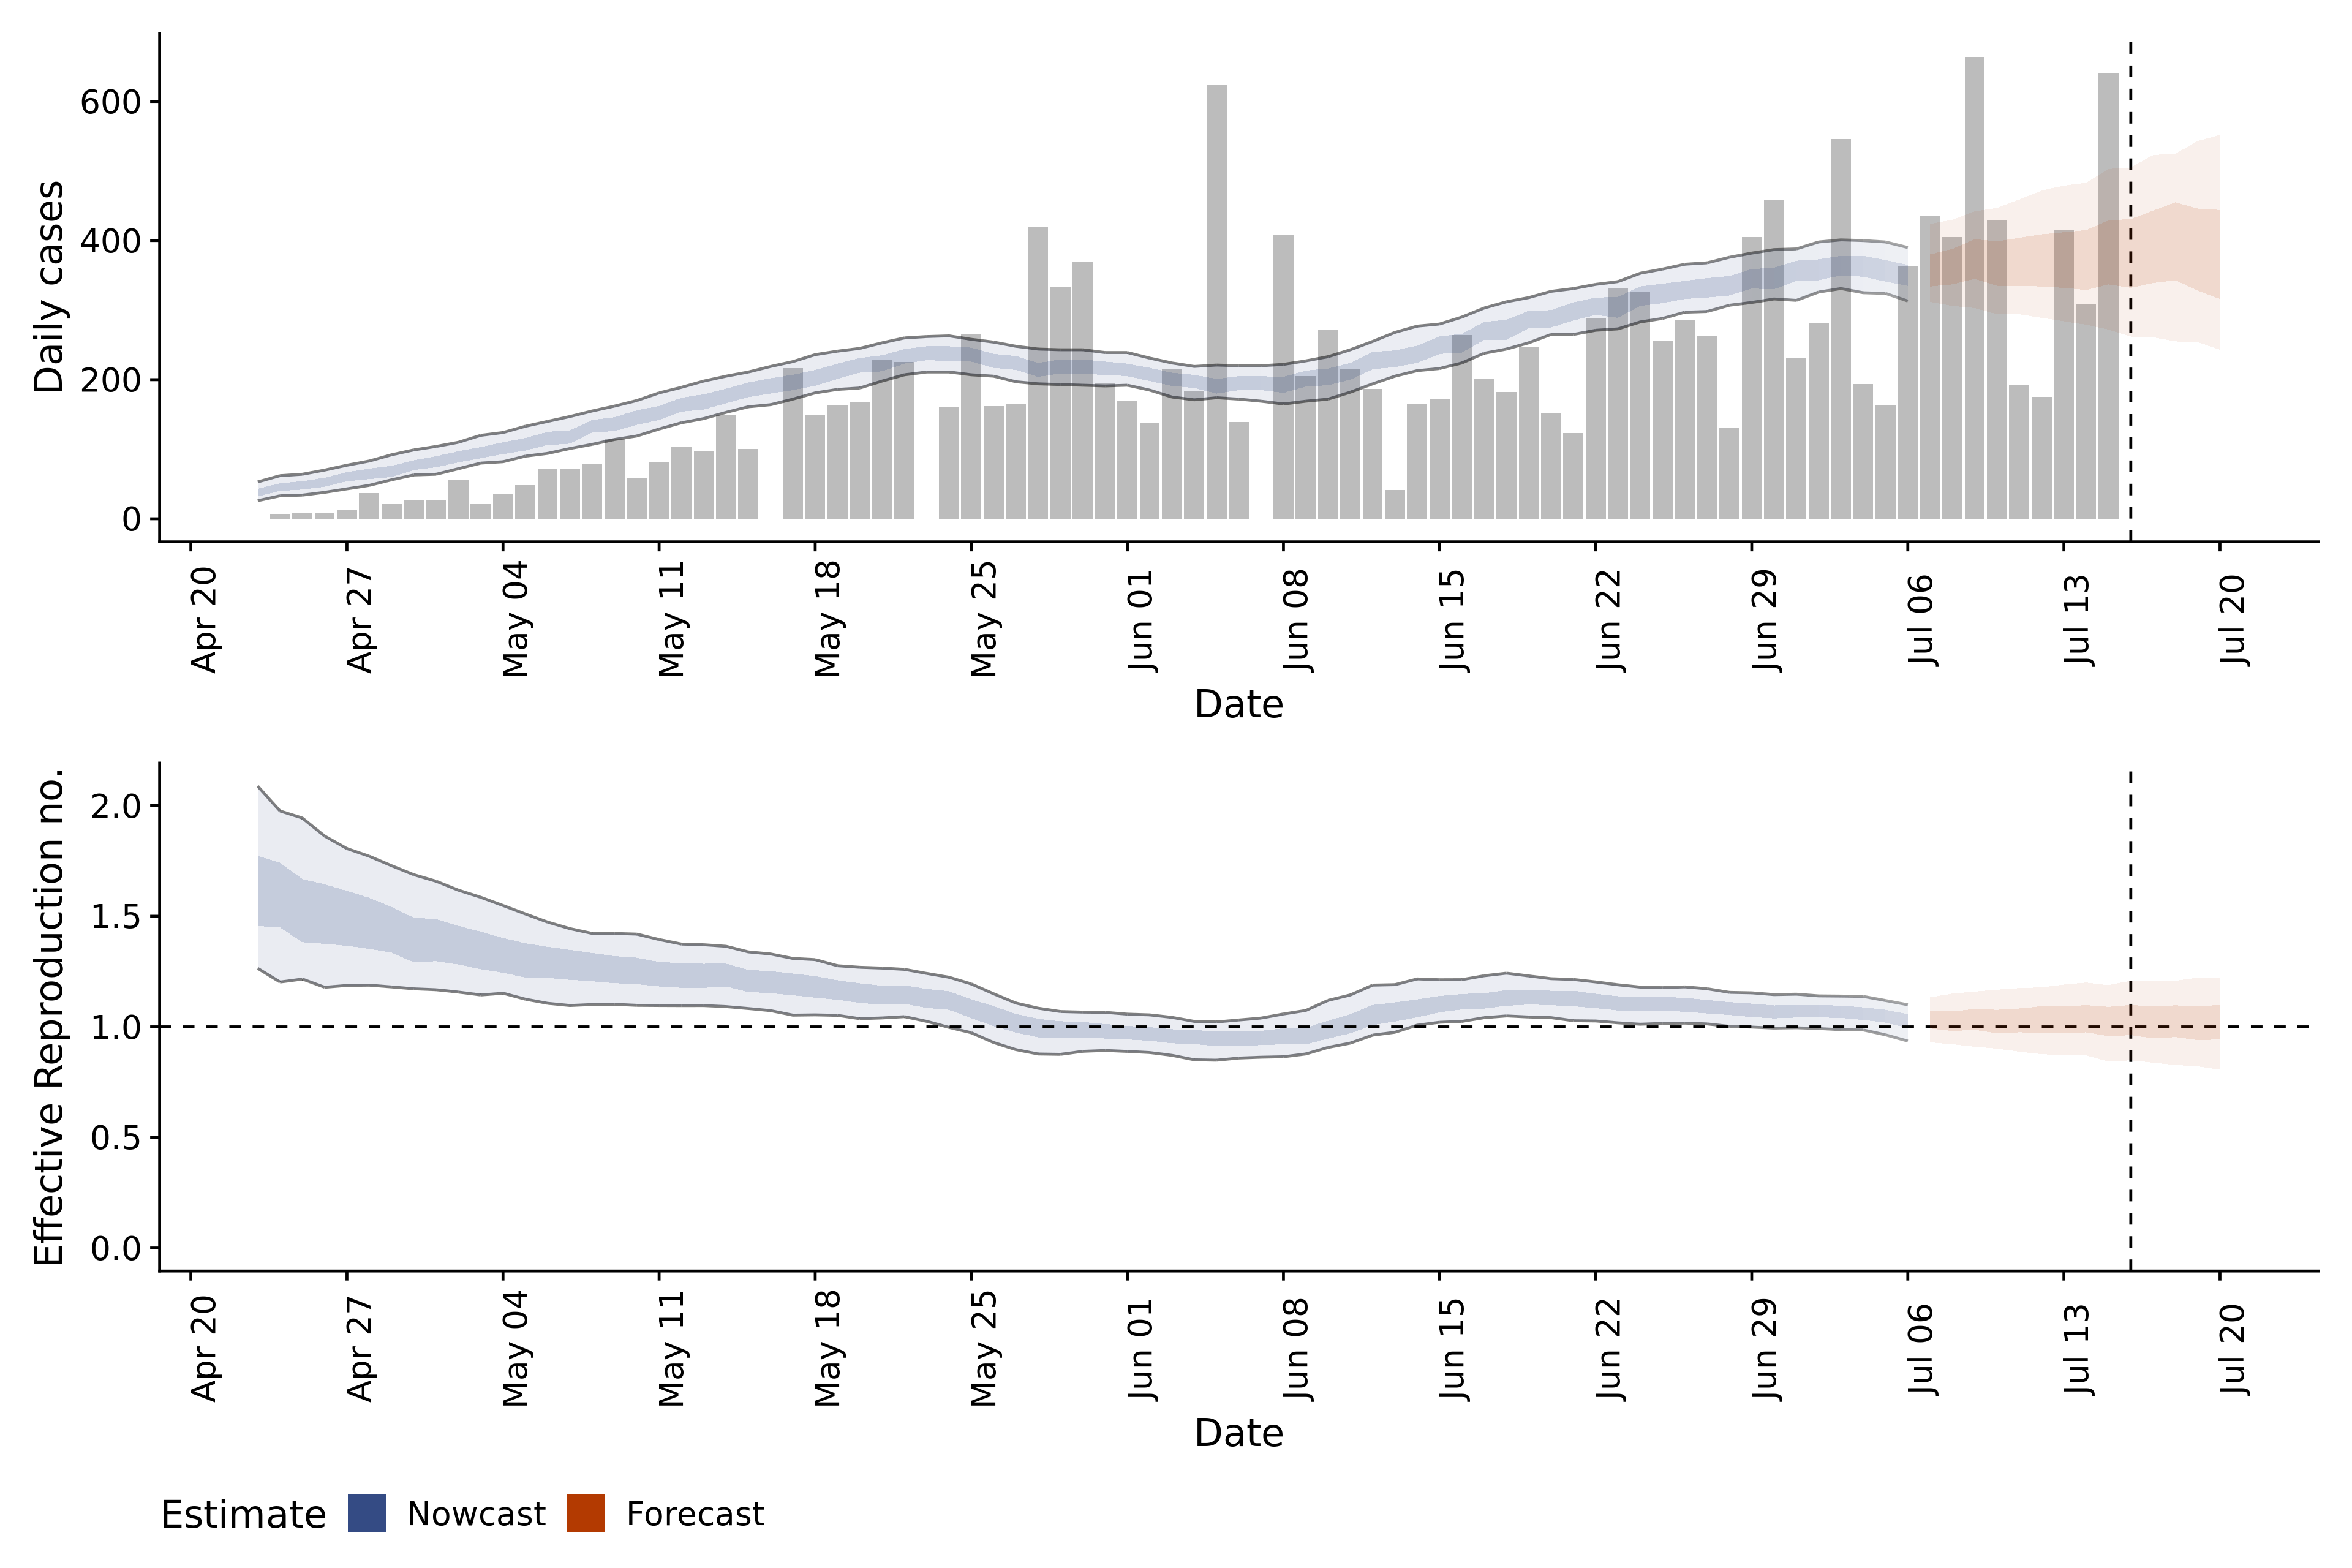 Daily cases
600
400
200
0
Apr 20
Apr 27
May 04
May 11
May 18
May 25
Jun 01
Jun 08
Jun 15
Jun 22
Jun 29
Jul 06
Jul 13
Jul 20
Date
Effective Reproduction no.
2.0
1.5
1.0
0.5
0.0
Apr 20
Apr 27
May 04
May 11
May 18
May 25
Jun 01
Jun 08
Jun 15
Jun 22
Jun 29
Jul 06
Jul 13
Jul 20
Date
Estimate Nowcast Forecast